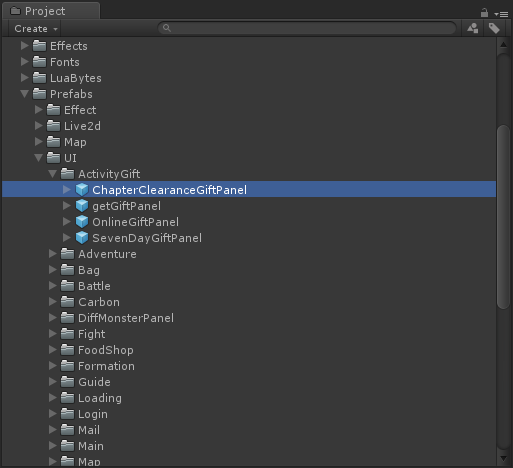 Project
Create
Effects
Fonts
LuaBytes
Prefabs
Effect
Live2d
Map
UI
ActivityGift
ChapterClearanceGiftPanel
getGiftPanel
OnlineGiftPanel
SevenDayGiftPanel
Adventure
Bag
Battle
Carbon
DiffMonsterPanel
Fight
FoodShop
Formation
Guide
Loading
Login
Mail
Main
Map